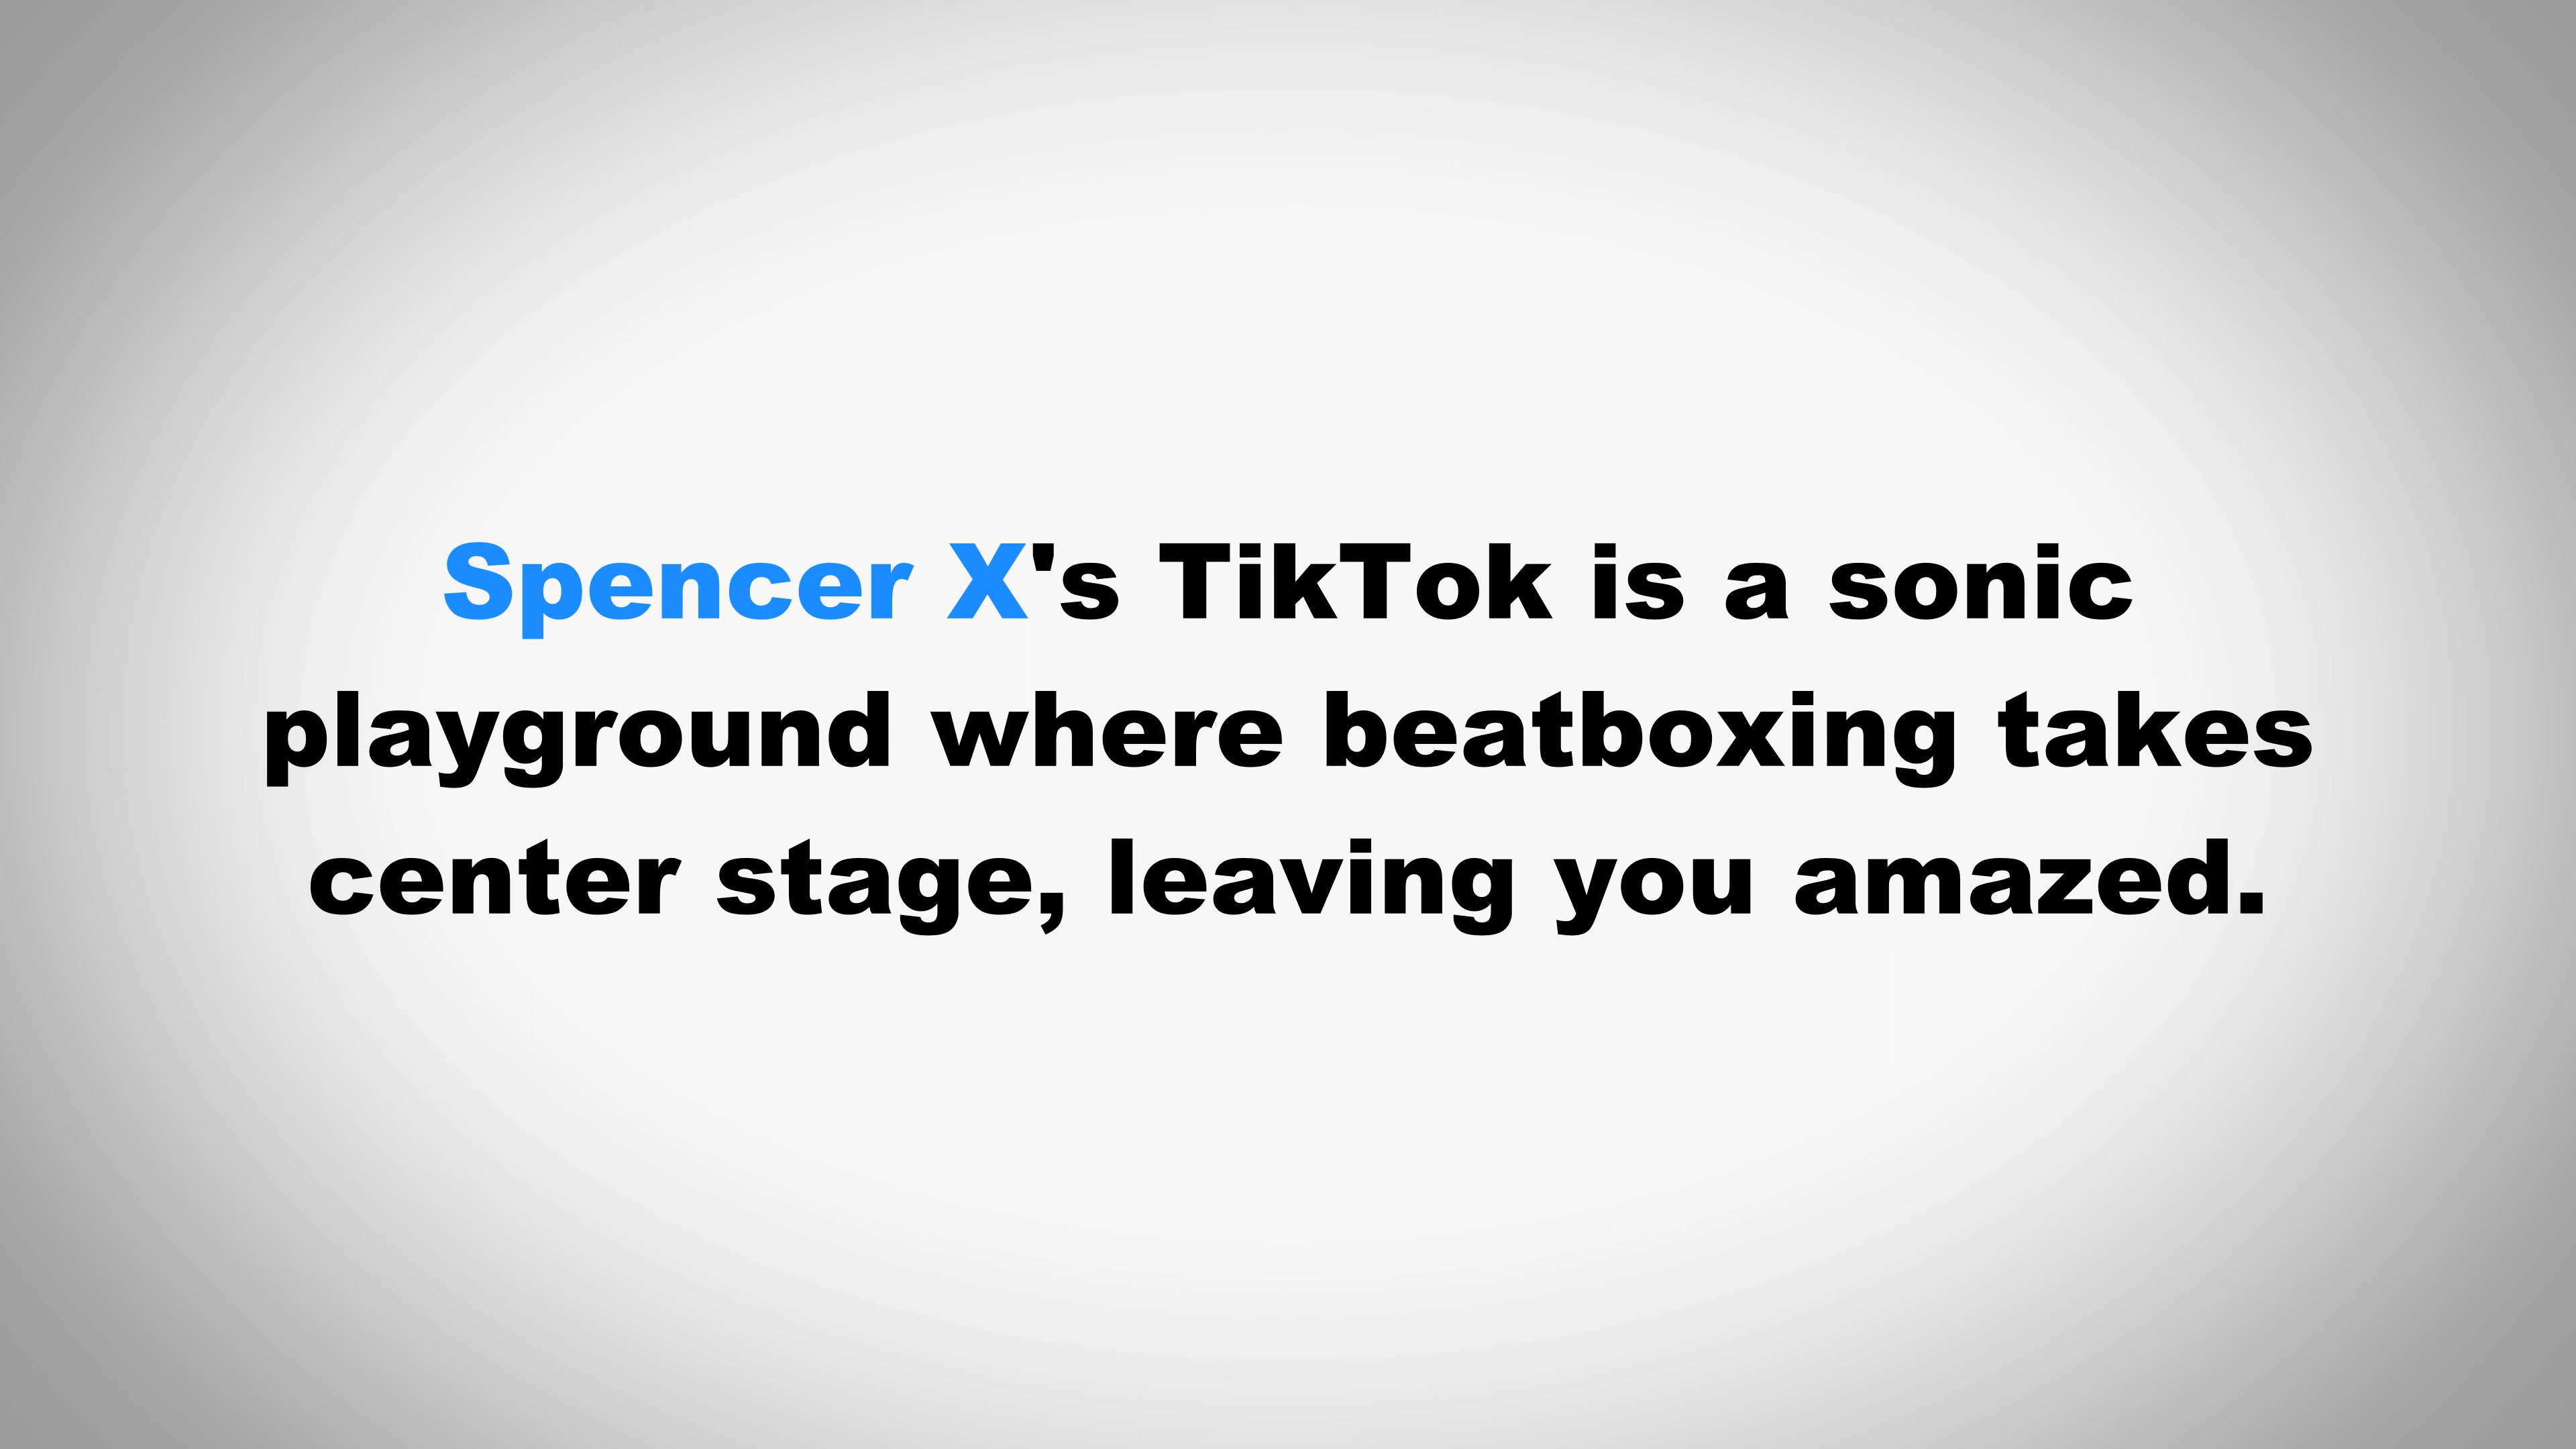 Spencer X's TikTok is a sonic
playground where beatboxing takes
center stage, leaving you amazed.